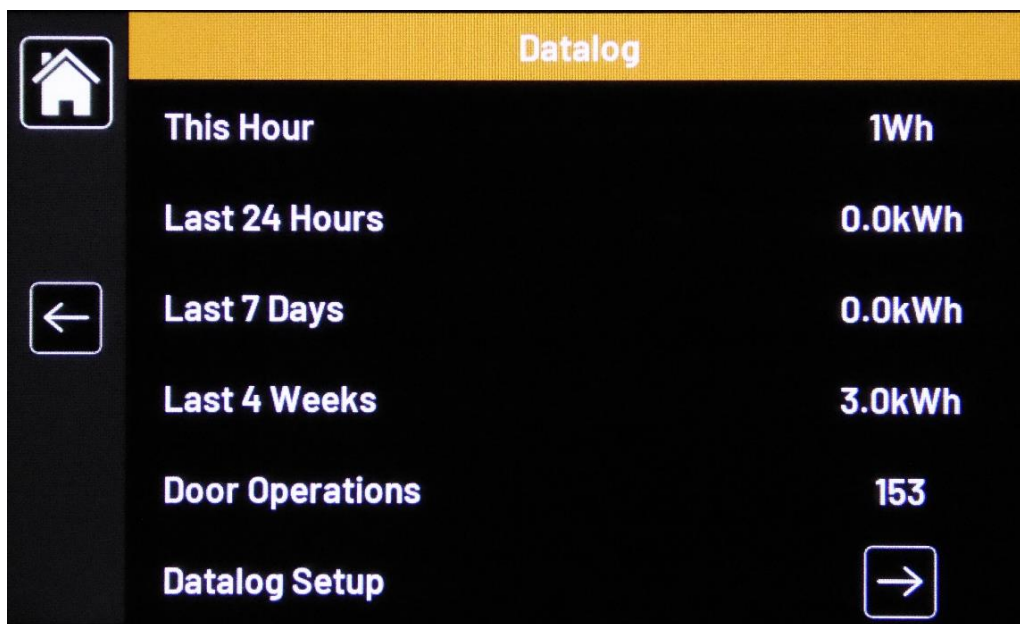 Datalog
This Hour 1Wh
Last 24 Hours 0.0kWh
Last 7 Days 0.0kWh
Last 4 Weeks 3.0kWh
Door Operations 153
Datalog Setup